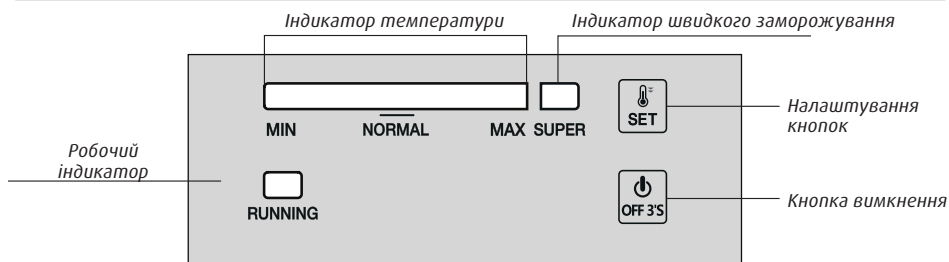 Індикатор температури
Індикатор швидкого заморожування
MIN
NORMAL
MAX SUPER
SET
Налаштування
кнопок
Робочий
індикатор
RUNNING
OFF 3'S
Кнопка вимкнення